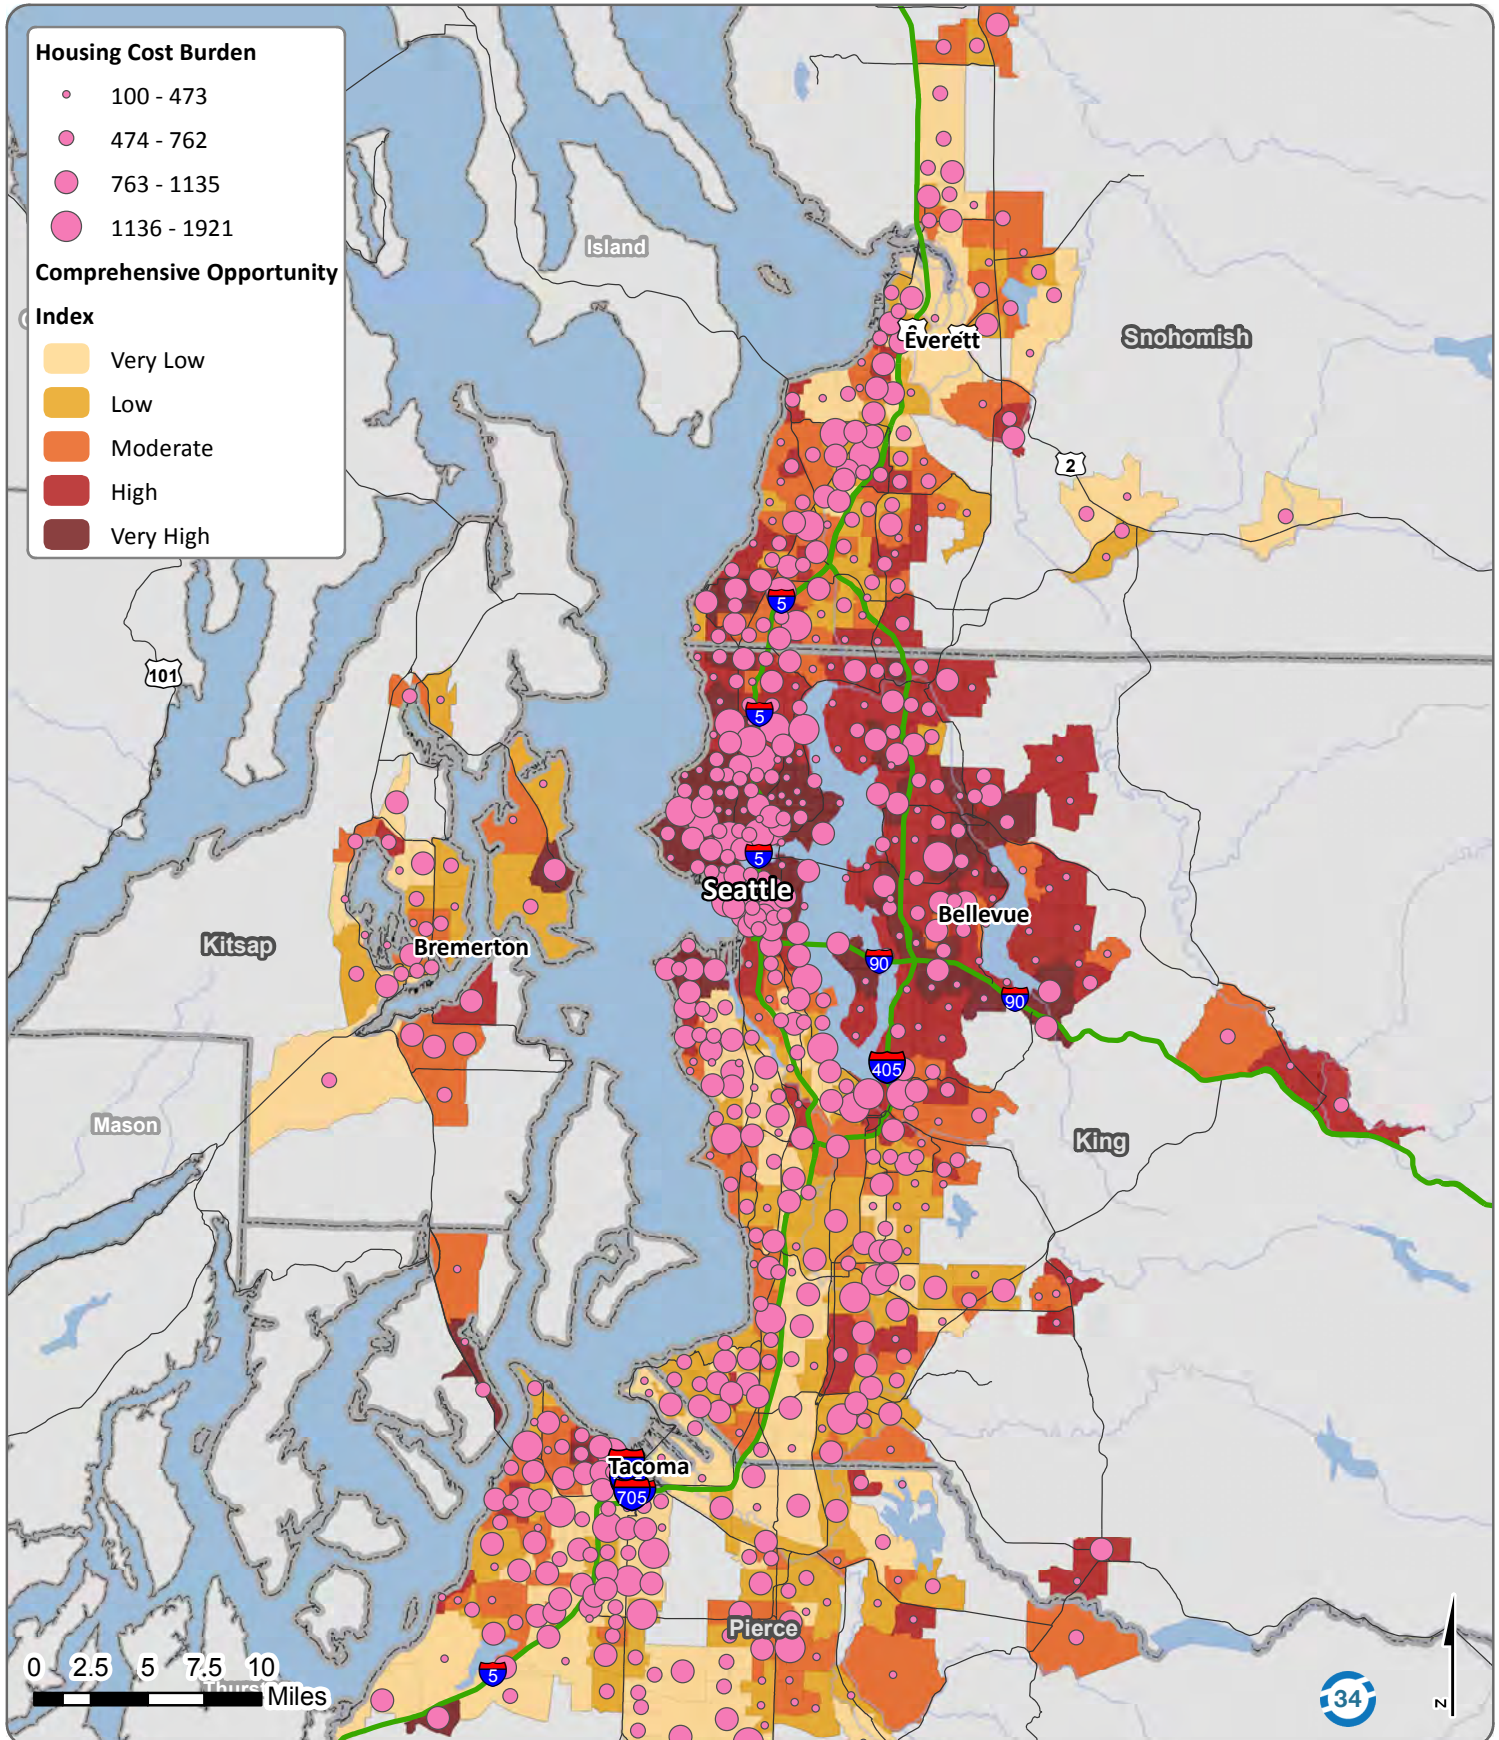 Housing Cost Burden
100 - 473
474 - 762
763 - 1135
1136 - 1921
Comprehensive Opportunity
Index
Very Low
Low
Moderate
High
Very High
Island
Everett
Snohomish
2
5
101
5
5
Seattle
Bellevue
Kitsap
Bremerton
90
90
405
Mason
King
Tacoma
705
Pierce
5
0 2.5 5 7.5 10
Miles
34
N